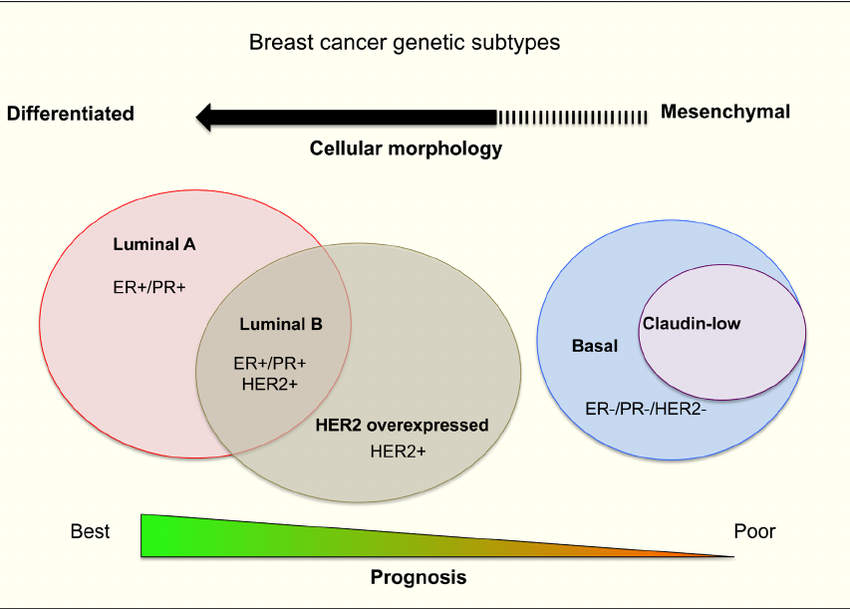 Breast cancer genetic subtypes
Differentiated
Mesenchymal
Cellular morphology
Luminal A
ER+/PR+
Luminal B
ER+/PR+
HER2+
HER2 overexpressed
HER2+
Claudin-low
Basal
ER-/PR-/HER2-
Best
Poor
Prognosis